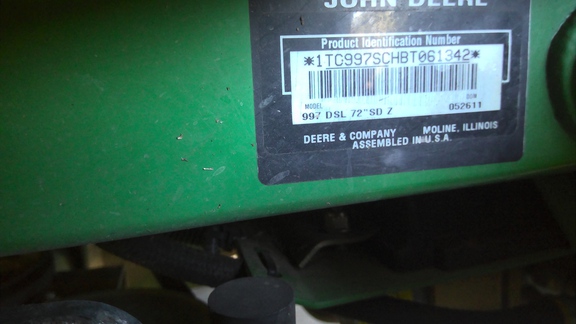 JOHN DEERE
Product Identification Number
*1TC997SCHBT061342*
MODEL DCN
997 DSL 72"SD Z 052611
DEERE & COMPANY MOLINE, ILLINOIS
ASSEMBLED IN U.S.A.